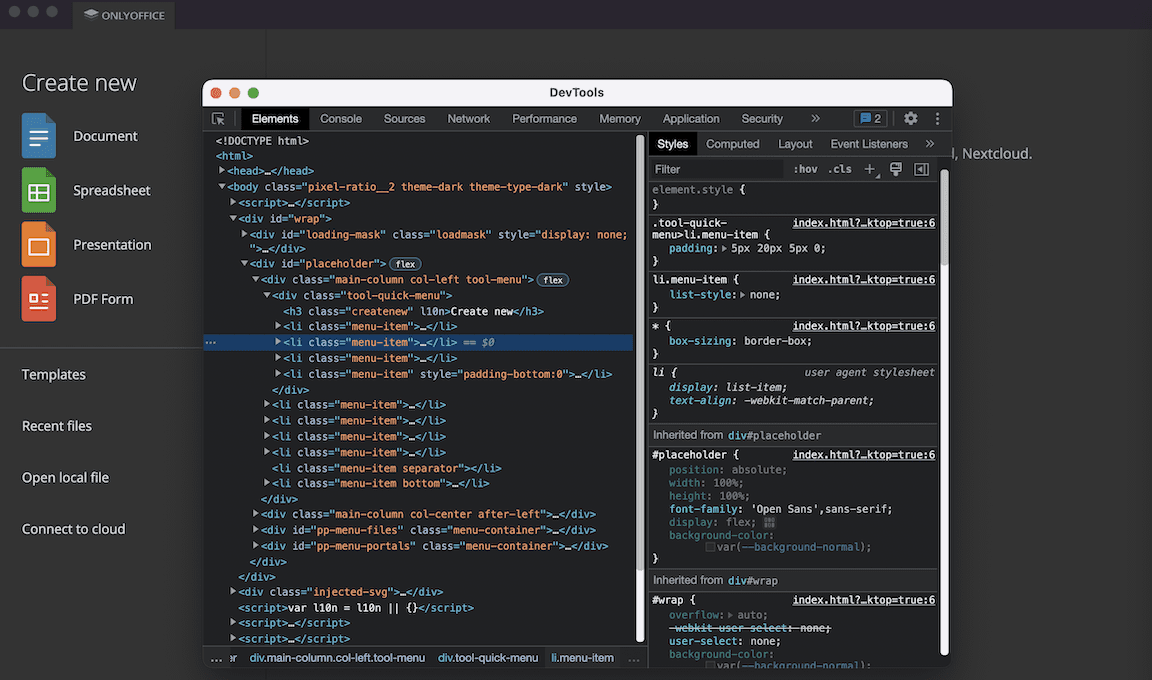 ONLYOFFICE
Create new
Document
Spreadsheet
Presentation
PDF Form
Templates
Recent files
Open local file
Connect to cloud
l, Nextcloud.
DevTools
Elements Console Sources Network Performance Memory Application Security » 2
<!DOCTYPE html>
<html>
<head>…</head>
<body class="pixel-ratio__2 theme-dark theme-type-dark" style>
<script>…</script>
<div id="wrap">
<div id="loading-mask" class="loadmask" style="display: none;
">…</div>
<div id="placeholder"> flex
<div class="main-column col-left tool-menu"> flex
<div class="tool-quick-menu">
<h3 class="createnew" l10n>Create new</h3>
<li class="menu-item">…</li>
… <li class="menu-item">…</li> == $0
<li class="menu-item">…</li>
<li class="menu-item" style="padding-bottom:0">…</li>
</div>
<li class="menu-item">…</li>
<li class="menu-item">…</li>
<li class="menu-item">…</li>
<li class="menu-item">…</li>
<li class="menu-item separator"></li>
<li class="menu-item bottom">…</li>
</div>
<div class="main-column col-center after-left">…</div>
<div id="pp-menu-files" class="menu-container">…</div>
<div id="pp-menu-portals" class="menu-container">…</div>
</div>
</div>
<div class="injected-svg">…</div>
<script>var l10n = l10n || {}</script>
<script>…</script>
<script>…</script>
… er div.main-column.col-left.tool-menu div.tool-quick-menu li.menu-item …
Styles Computed Layout Event Listeners »
Filter :hov .cls +
element.style {
}
.tool-quick- index.html?…ktop=true:6
menu>li.menu-item {
padding: 5px 20px 5px 0;
}
li.menu-item { index.html?…ktop=true:6
list-style: none;
}
* { index.html?…ktop=true:6
box-sizing: border-box;
}
li { user agent stylesheet
display: list-item;
text-align: -webkit-match-parent;
}
Inherited from div#placeholder
#placeholder { index.html?…ktop=true:6
position: absolute;
width: 100%;
height: 100%;
font-family: 'Open Sans',sans-serif;
display: flex;
background-color:
var(--background-normal);
}
Inherited from div#wrap
#wrap { index.html?…ktop=true:6
overflow: auto;
-webkit-user-select: none;
user-select: none;
background-color:
var(--background-normal);